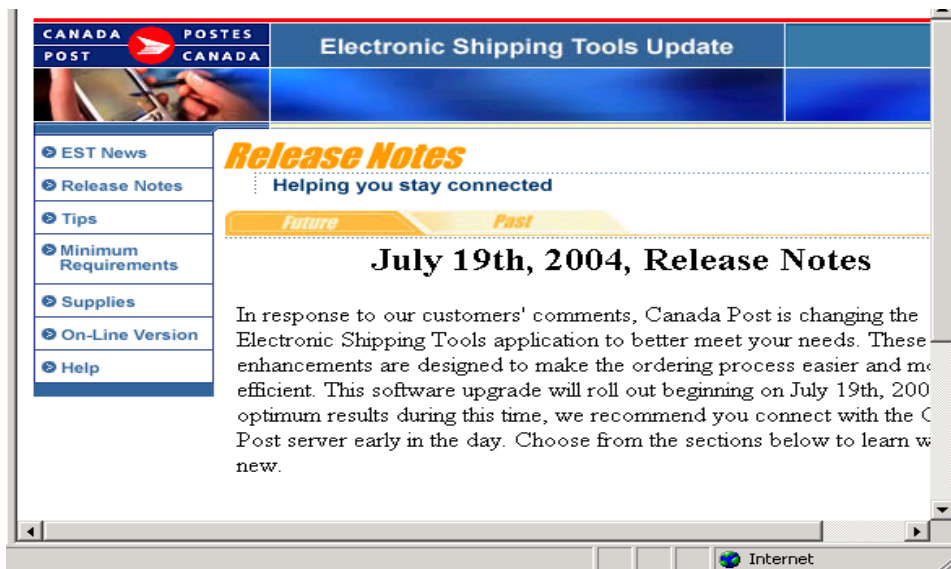 CANADA POSTES
POST CANADA
Electronic Shipping Tools Update
EST News
Release Notes
Tips
Minimum
Requirements
Supplies
On-Line Version
Help
Release Notes
Helping you stay connected
Future Past
July 19th, 2004, Release Notes
In response to our customers' comments, Canada Post is changing the
Electronic Shipping Tools application to better meet your needs. These
enhancements are designed to make the ordering process easier and
efficient. This software upgrade will roll out beginning on July 19th,
optimum results during this time, we recommend you connect with the
Post server early in the day. Choose from the sections below to learn
new.
Internet